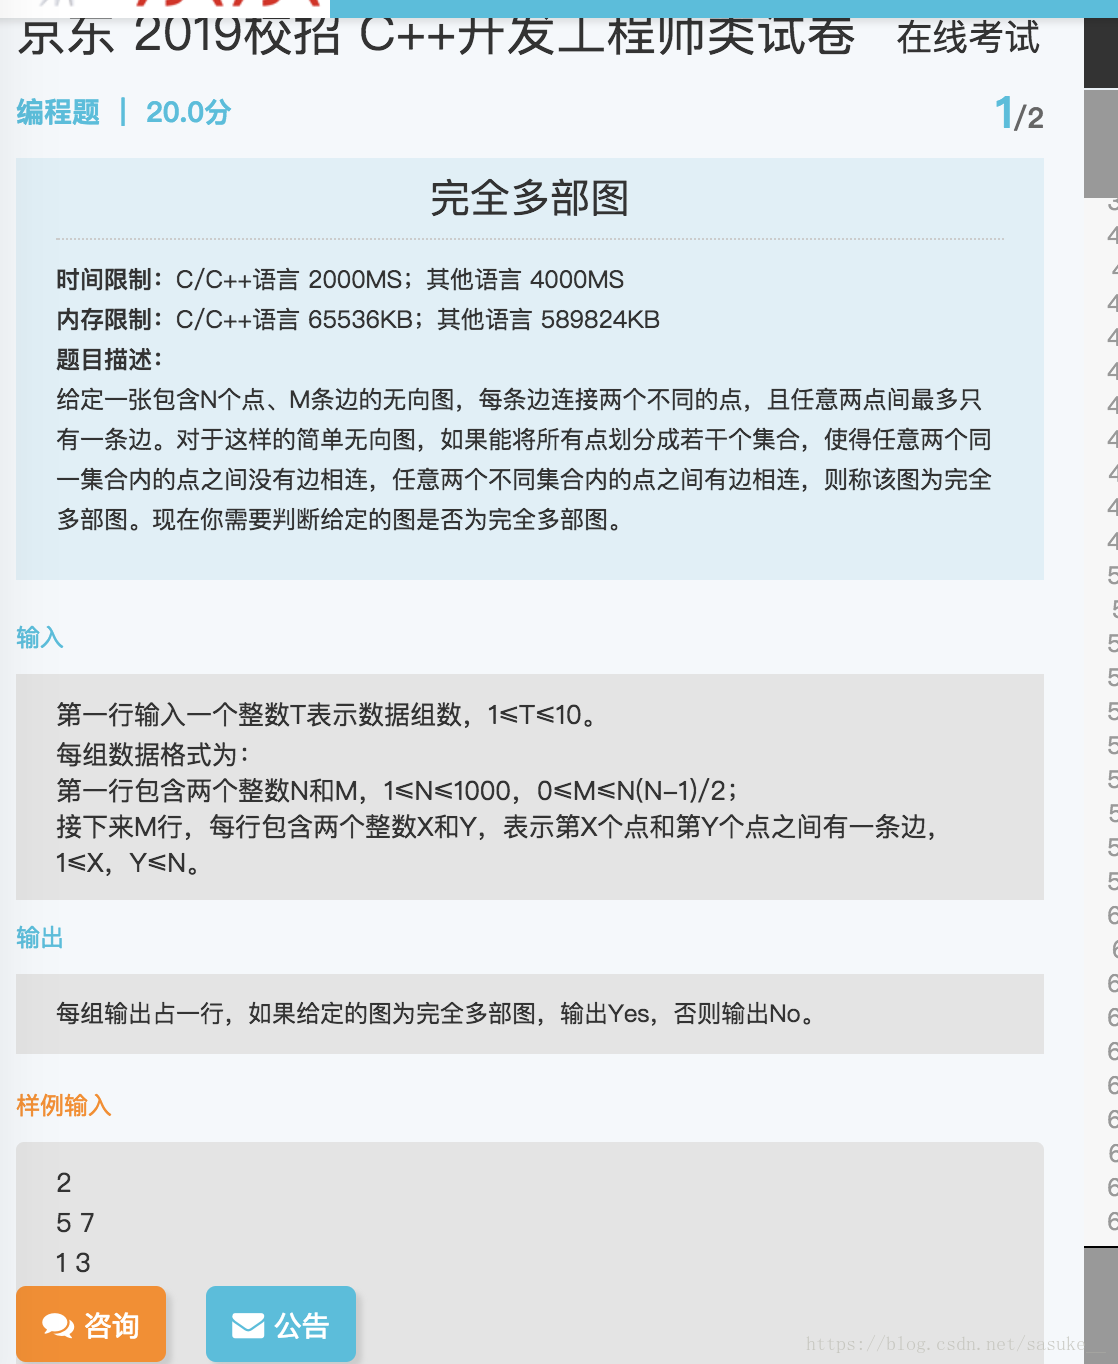 京东 2019校招 C++开发工程师类试卷 在线考试
编程题 | 20.0分
1/2
完全多部图
时间限制：C/C++语言 2000MS；其他语言 4000MS
内存限制：C/C++语言 65536KB；其他语言 589824KB
题目描述：
给定一张包含N个点、M条边的无向图，每条边连接两个不同的点，且任意两点间最多只
有一条边。对于这样的简单无向图，如果能将所有点划分成若干个集合，使得任意两个同
一集合内的点之间没有边相连，任意两个不同集合内的点之间有边相连，则称该图为完全
多部图。现在你需要判断给定的图是否为完全多部图。
输入
第一行输入一个整数T表示数据组数，1≤T≤10。
每组数据格式为：
第一行包含两个整数N和M，1≤N≤1000，0≤M≤N(N-1)/2；
接下来M行，每行包含两个整数X和Y，表示第X个点和第Y个点之间有一条边，
1≤X，Y≤N。
输出
每组输出占一行，如果给定的图为完全多部图，输出Yes，否则输出No。
样例输入
2
5 7
1 3
咨询
公告
https://blog.csdn.net/sasuke